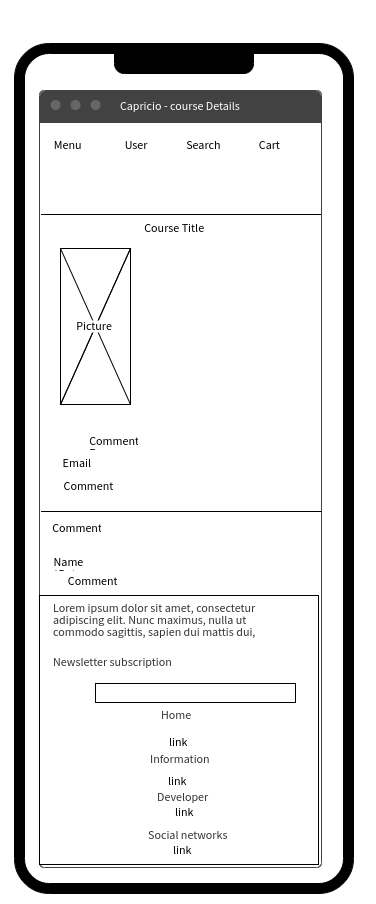 Capricio - course Details
Menu User Search Cart
Course Title
Picture
Comment
Email
Comment
Comment
Name
Comment
Lorem ipsum dolor sit amet, consectetur
adipiscing elit. Nunc maximus, nulla ut
commodo sagittis, sapien dui mattis dui,
Newsletter subscription
Home
link
Information
link
Developer
link
Social networks
link